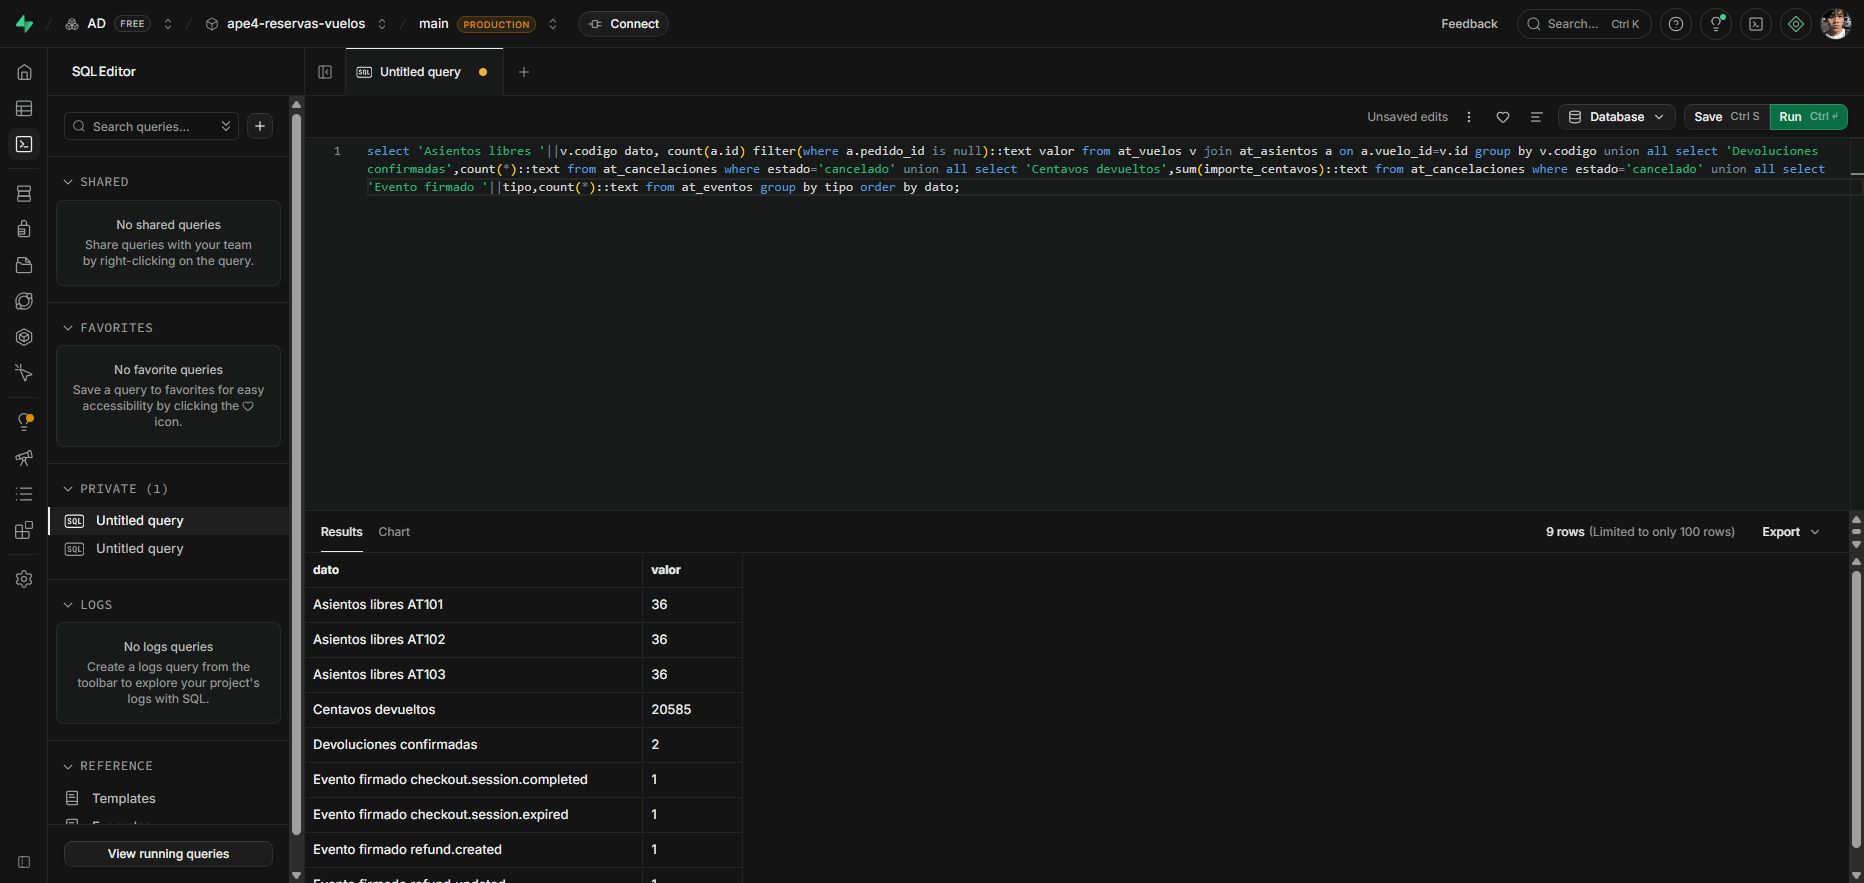 AD FREE ape4-reservas-vuelos main PRODUCTION Connect Feedback Search... Ctrl K
SQL Editor
Untitled query
Search queries...
Unsaved edits Database Save Ctrl S Run Ctrl ↵
1 select 'Asientos libres '||v.codigo dato, count(a.id) filter(where a.pedido_id is null)::text valor from at_vuelos v join at_asientos a on a.vuelo_id=v.id group by v.codigo union all select 'Devoluciones
confirmadas',count(*)::text from at_cancelaciones where estado='cancelado' union all select 'Centavos devueltos',sum(importe_centavos)::text from at_cancelaciones where estado='cancelado' union all select
'Evento firmado '||tipo,count(*)::text from at_eventos group by tipo order by dato;
SHARED
No shared queries
Share queries with your team
by right-clicking on the query.
FAVORITES
No favorite queries
Save a query to favorites for easy
accessibility by clicking the
icon.
PRIVATE (1)
SQL Untitled query
SQL Untitled query
LOGS
No logs queries
Create a logs query from the
toolbar to explore your project's
logs with SQL.
REFERENCE
Templates
View running queries
Results Chart 9 rows (Limited to only 100 rows) Export
dato valor
Asientos libres AT101 36
Asientos libres AT102 36
Asientos libres AT103 36
Centavos devueltos 20585
Devoluciones confirmadas 2
Evento firmado checkout.session.completed 1
Evento firmado checkout.session.expired 1
Evento firmado refund.created 1